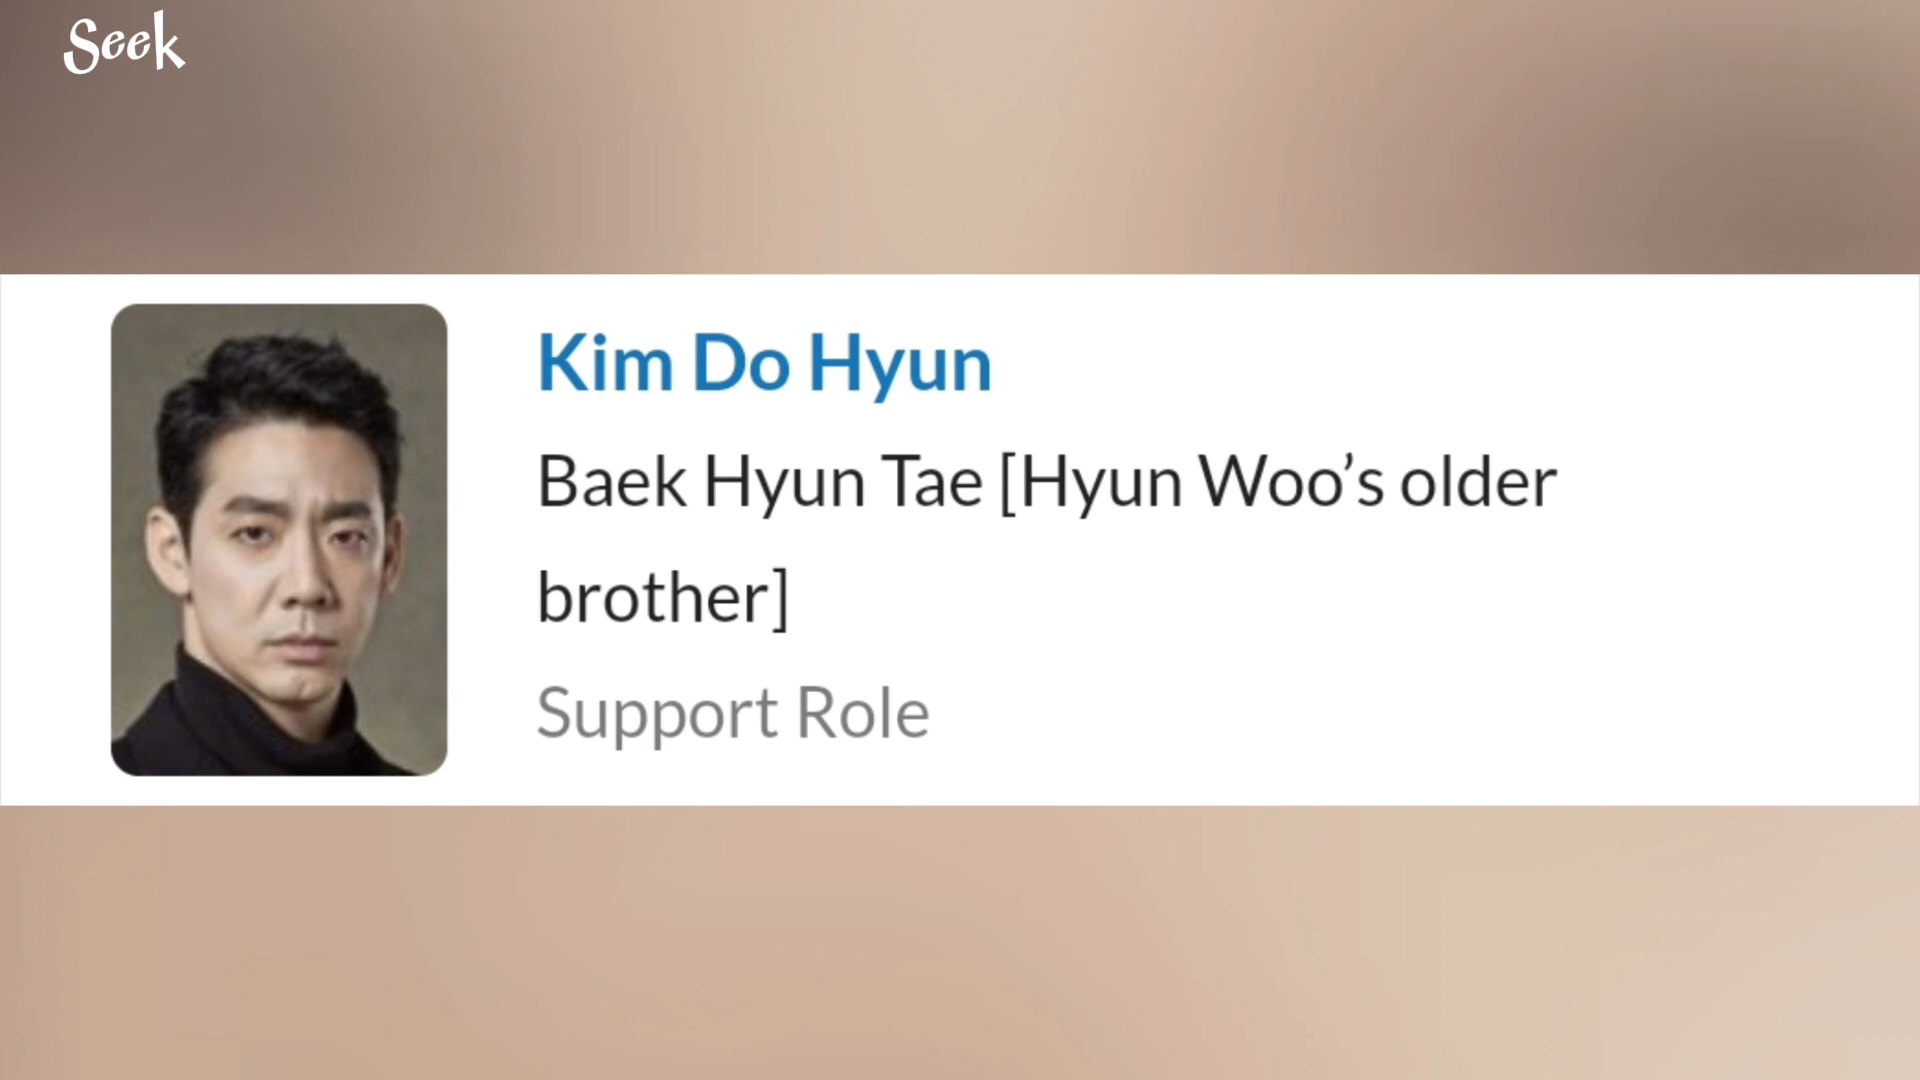 Seek
Kim Do Hyun
Baek Hyun Tae [Hyun Woo’s older
brother]
Support Role